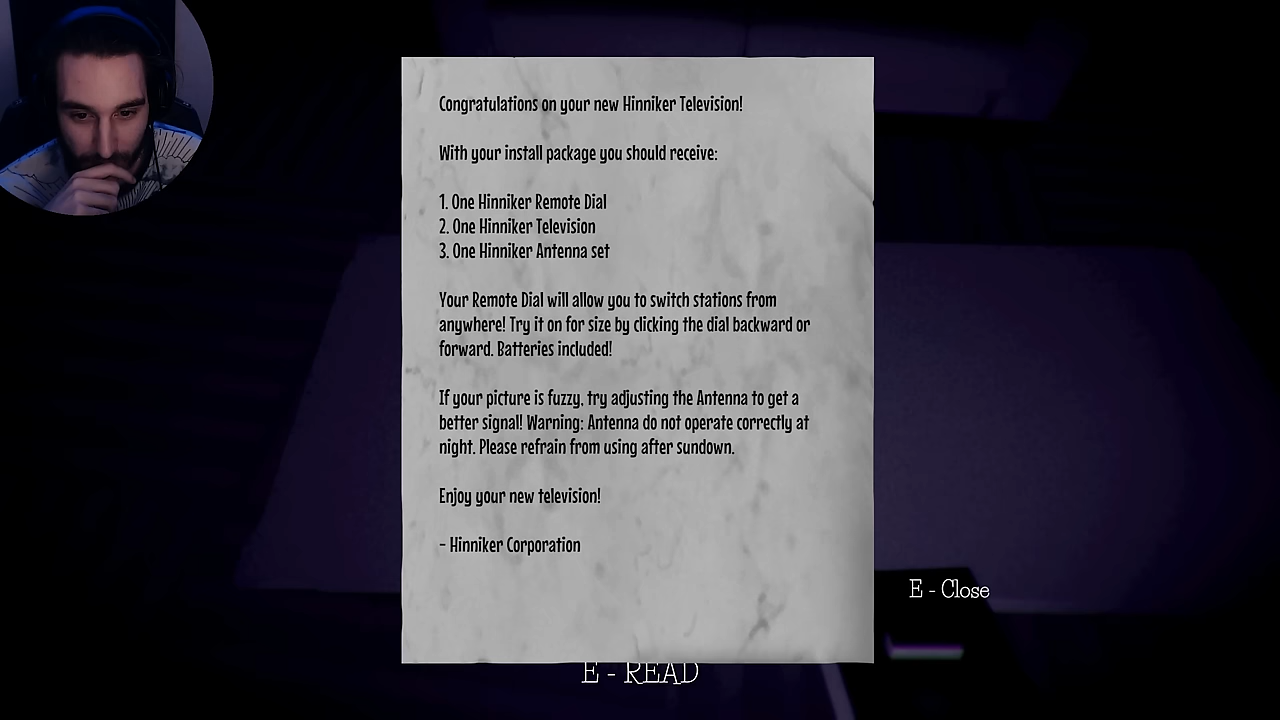 Congratulations on your new Hinniker Television!
With your install package you should receive:
1. One Hinniker Remote Dial
2. One Hinniker Television
3. One Hinniker Antenna set
Your Remote Dial will allow you to switch stations from
anywhere! Try it on for size by clicking the dial backward or
forward. Batteries included!
If your picture is fuzzy, try adjusting the Antenna to get a
better signal! Warning: Antenna do not operate correctly at
night. Please refrain from using after sundown.
Enjoy your new television!
- Hinniker Corporation
E - Close
E - READ